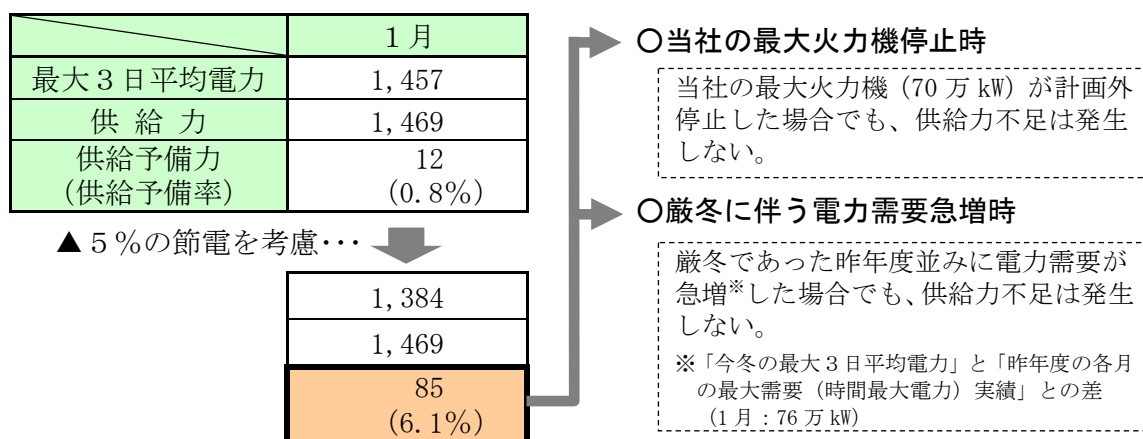 １月
最大３日平均電力 1,457
供 給 力 1,469
供給予備力 12
（供給予備率） (0.8%)
▲５％の節電を考慮･･･
1,384
1,469
85
(6.1%)
○当社の最大火力機停止時
当社の最大火力機（70 万 kW）が計画外
停止した場合でも、供給力不足は発生
しない。
○厳冬に伴う電力需要急増時
厳冬であった昨年度並みに電力需要が
急増※した場合でも、供給力不足は発生
しない。
※「今冬の最大３日平均電力」と「昨年度の各月
の最大需要（時間最大電力）実績」との差
（1 月：76 万 kW）